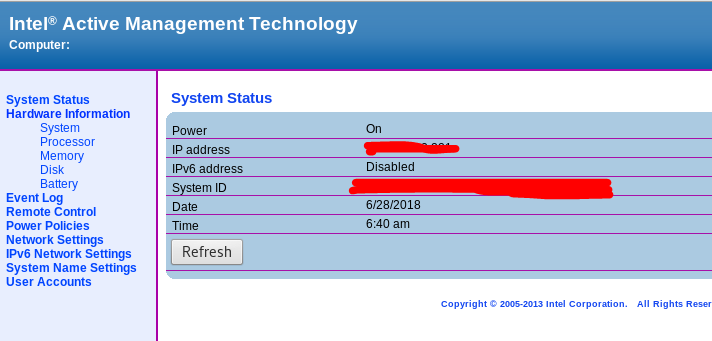 Intel® Active Management Technology
Computer:
System Status
Hardware Information
System
Processor
Memory
Disk
Battery
Event Log
Remote Control
Power Policies
Network Settings
IPv6 Network Settings
System Name Settings
User Accounts
System Status
Power On
IP address
IPv6 address Disabled
System ID
Date 6/28/2018
Time 6:40 am
Refresh
Copyright © 2005-2013 Intel Corporation. All Rights Reser